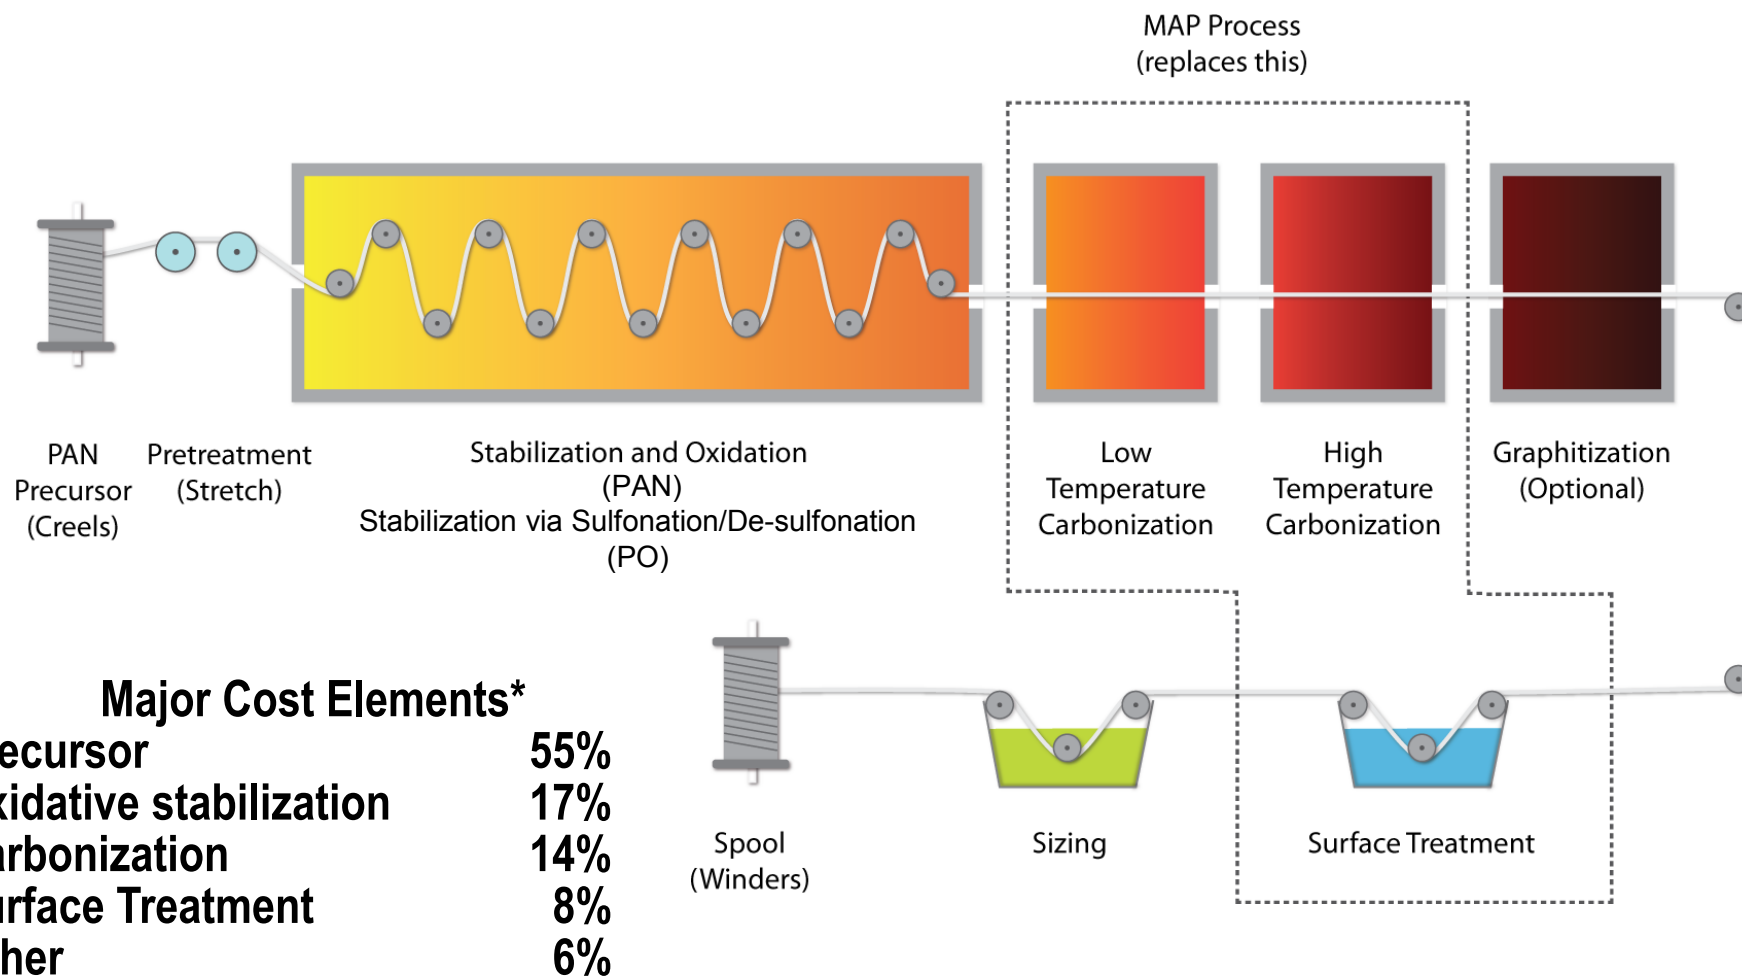 MAP Process
(replaces this)
PAN
Precursor
(Creels)
Pretreatment
(Stretch)
Stabilization and Oxidation
(PAN)
Stabilization via Sulfonation/De-sulfonation
(PO)
Low
Temperature
Carbonization
High
Temperature
Carbonization
Graphitization
(Optional)
Major Cost Elements*
ecursor 55%
xidative stabilization 17%
arbonization 14%
urface Treatment 8%
her 6%
Spool
(Winders)
Sizing
Surface Treatment